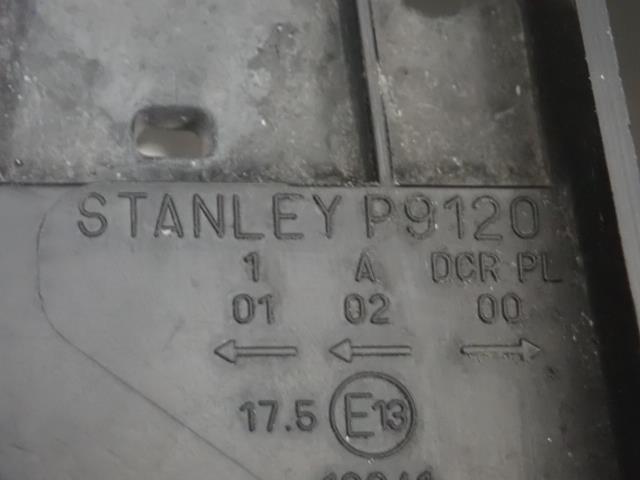 STANLEY P9120
1 A DCR PL
01 02 00
← ← →
17.5 E13